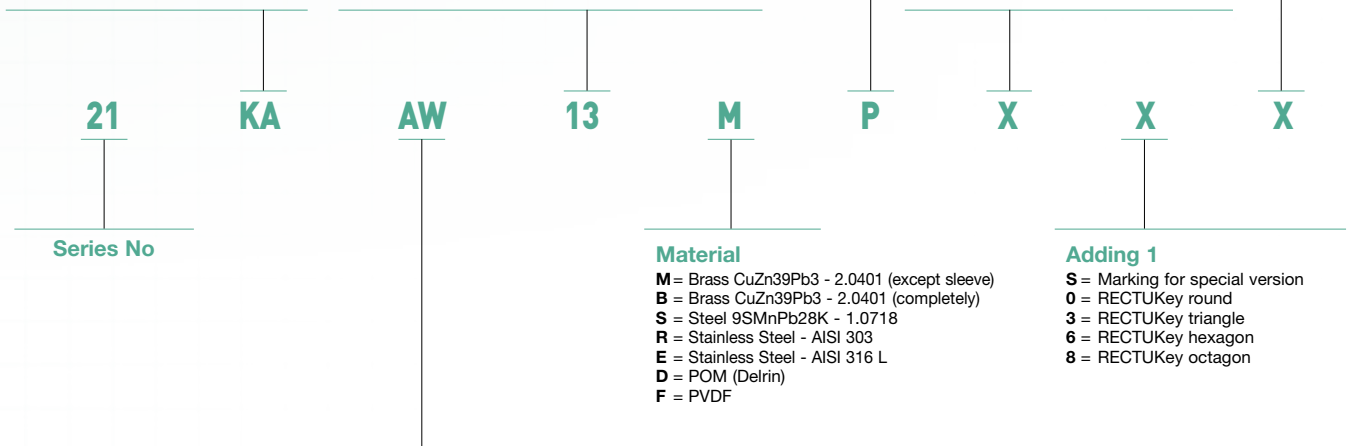 21 KA AW 13 M P X X X
Series No
Material
M = Brass CuZn39Pb3 - 2.0401 (except sleeve)
B = Brass CuZn39Pb3 - 2.0401 (completely)
S = Steel 9SMnPb28K - 1.0718
R = Stainless Steel - AISI 303
E = Stainless Steel - AISI 316 L
D = POM (Delrin)
F = PVDF
Adding 1
S = Marking for special version
0 = RECTUKey round
3 = RECTUKey triangle
6 = RECTUKey hexagon
8 = RECTUKey octagon